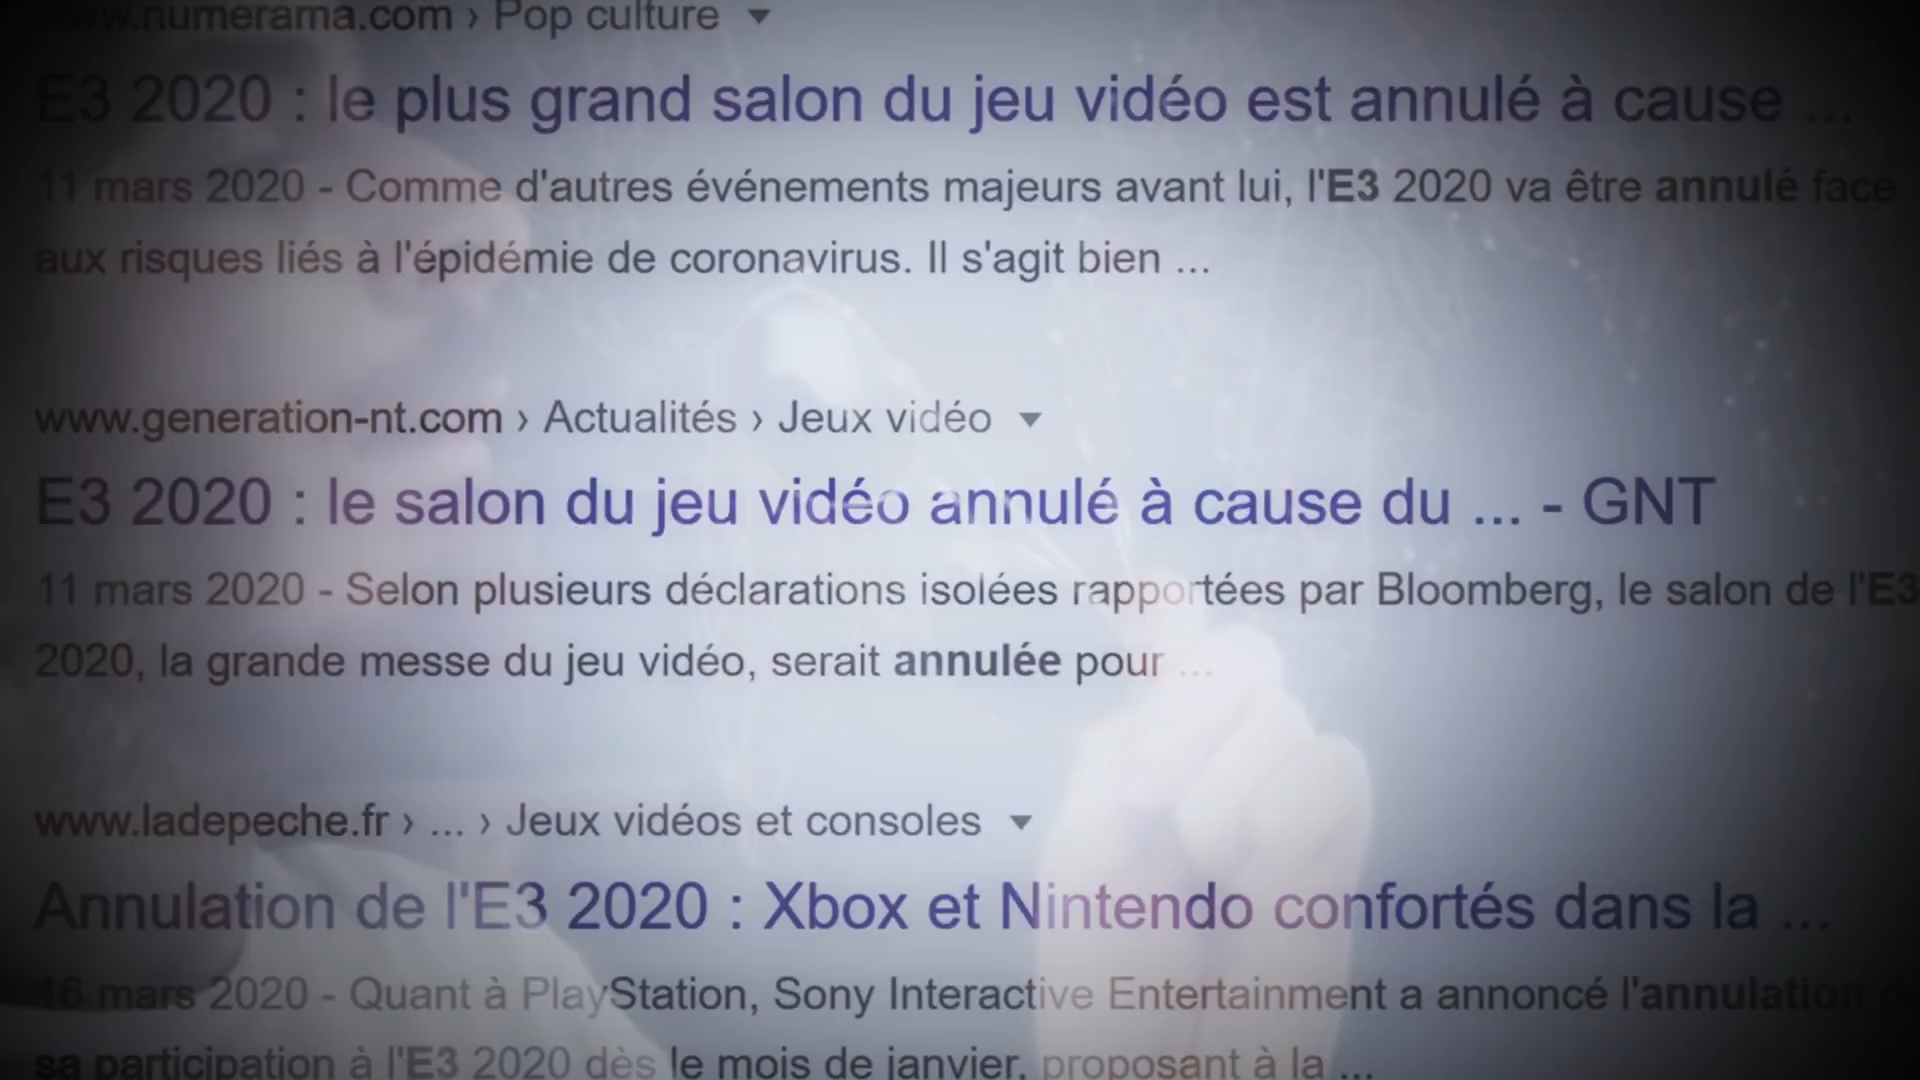 www.numerama.com › Pop culture
E3 2020 : le plus grand salon du jeu vidéo est annulé à cause ...
11 mars 2020 - Comme d'autres événements majeurs avant lui, l'E3 2020 va être annulé face
aux risques liés à l'épidémie de coronavirus. Il s'agit bien ...
www.generation-nt.com › Actualités › Jeux vidéo
E3 2020 : le salon du jeu vidéo annulé à cause du ... - GNT
11 mars 2020 - Selon plusieurs déclarations isolées rapportées par Bloomberg, le salon de l'E3
2020, la grande messe du jeu vidéo, serait annulée pour ...
www.ladepeche.fr › ... › Jeux vidéos et consoles
Annulation de l'E3 2020 : Xbox et Nintendo confortés dans la ...
16 mars 2020 - Quant à PlayStation, Sony Interactive Entertainment a annoncé l'annulation
sa participation à l'E3 2020 dès le mois de janvier, proposant à la ...